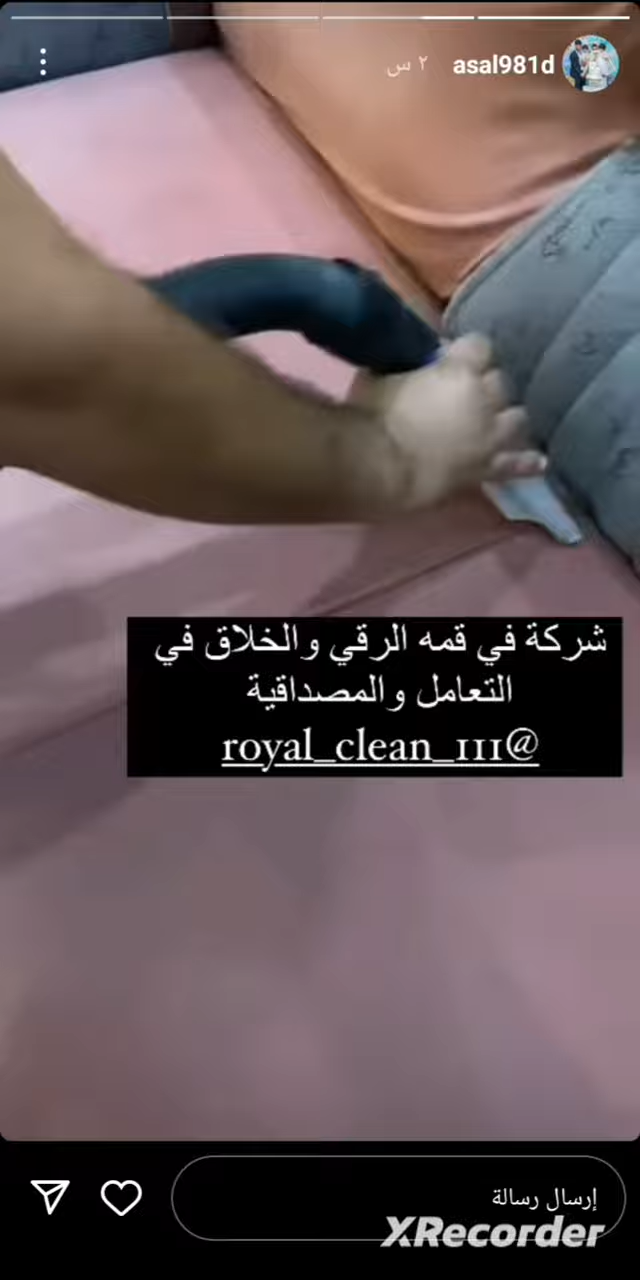 asal981d ٢ س
شركة في قمه الرقي والخلاق في
التعامل والمصداقية
@royal_clean_111
إرسال رسالة
XRecorder